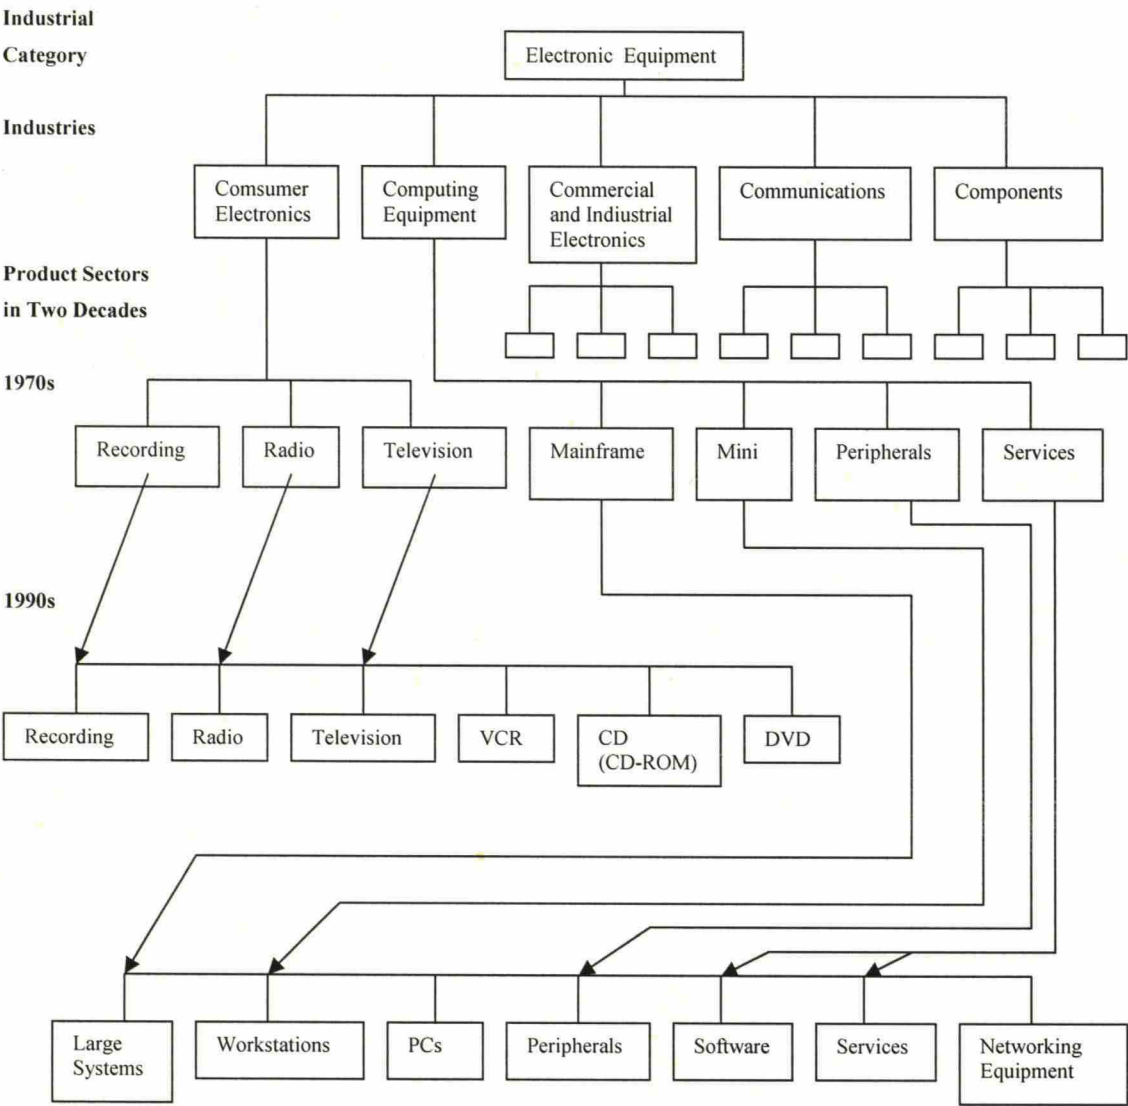 Industrial
Category
Electronic Equipment
Industries
Comsumer
Electronics
Computing
Equipment
Commercial
and Indiustrial
Electronics
Communications
Components
Product Sectors
in Two Decades
1970s
Recording
Radio
Television
Mainframe
Mini
Peripherals
Services
1990s
Recording
Radio
Television
VCR
CD
(CD-ROM)
DVD
Large
Systems
Workstations
PCs
Peripherals
Software
Services
Networking
Equipment